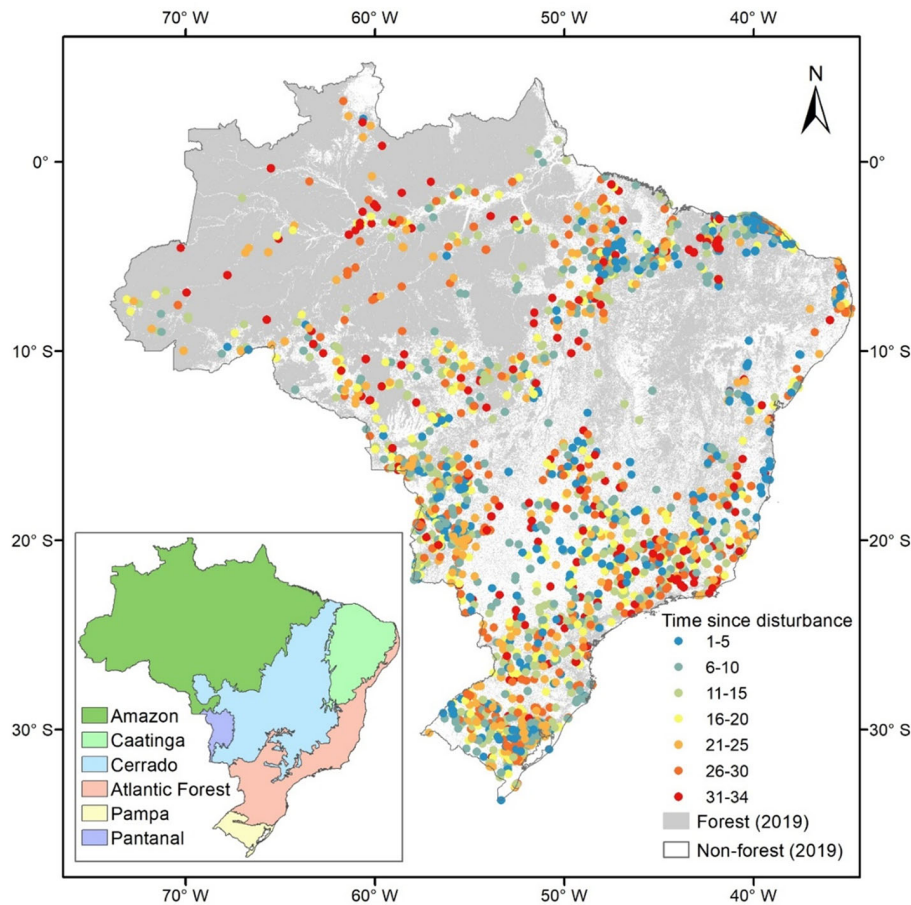 70° W 60° W 50° W 40° W
N
0° 0°
10° S 10° S
20° S 20° S
Time since disturbance
1-5
6-10
11-15
16-20
21-25
26-30
31-34
Forest (2019)
Non-forest (2019)
30° S 30° S
Amazon
Caatinga
Cerrado
Atlantic Forest
Pampa
Pantanal
70° W 60° W 50° W 40° W